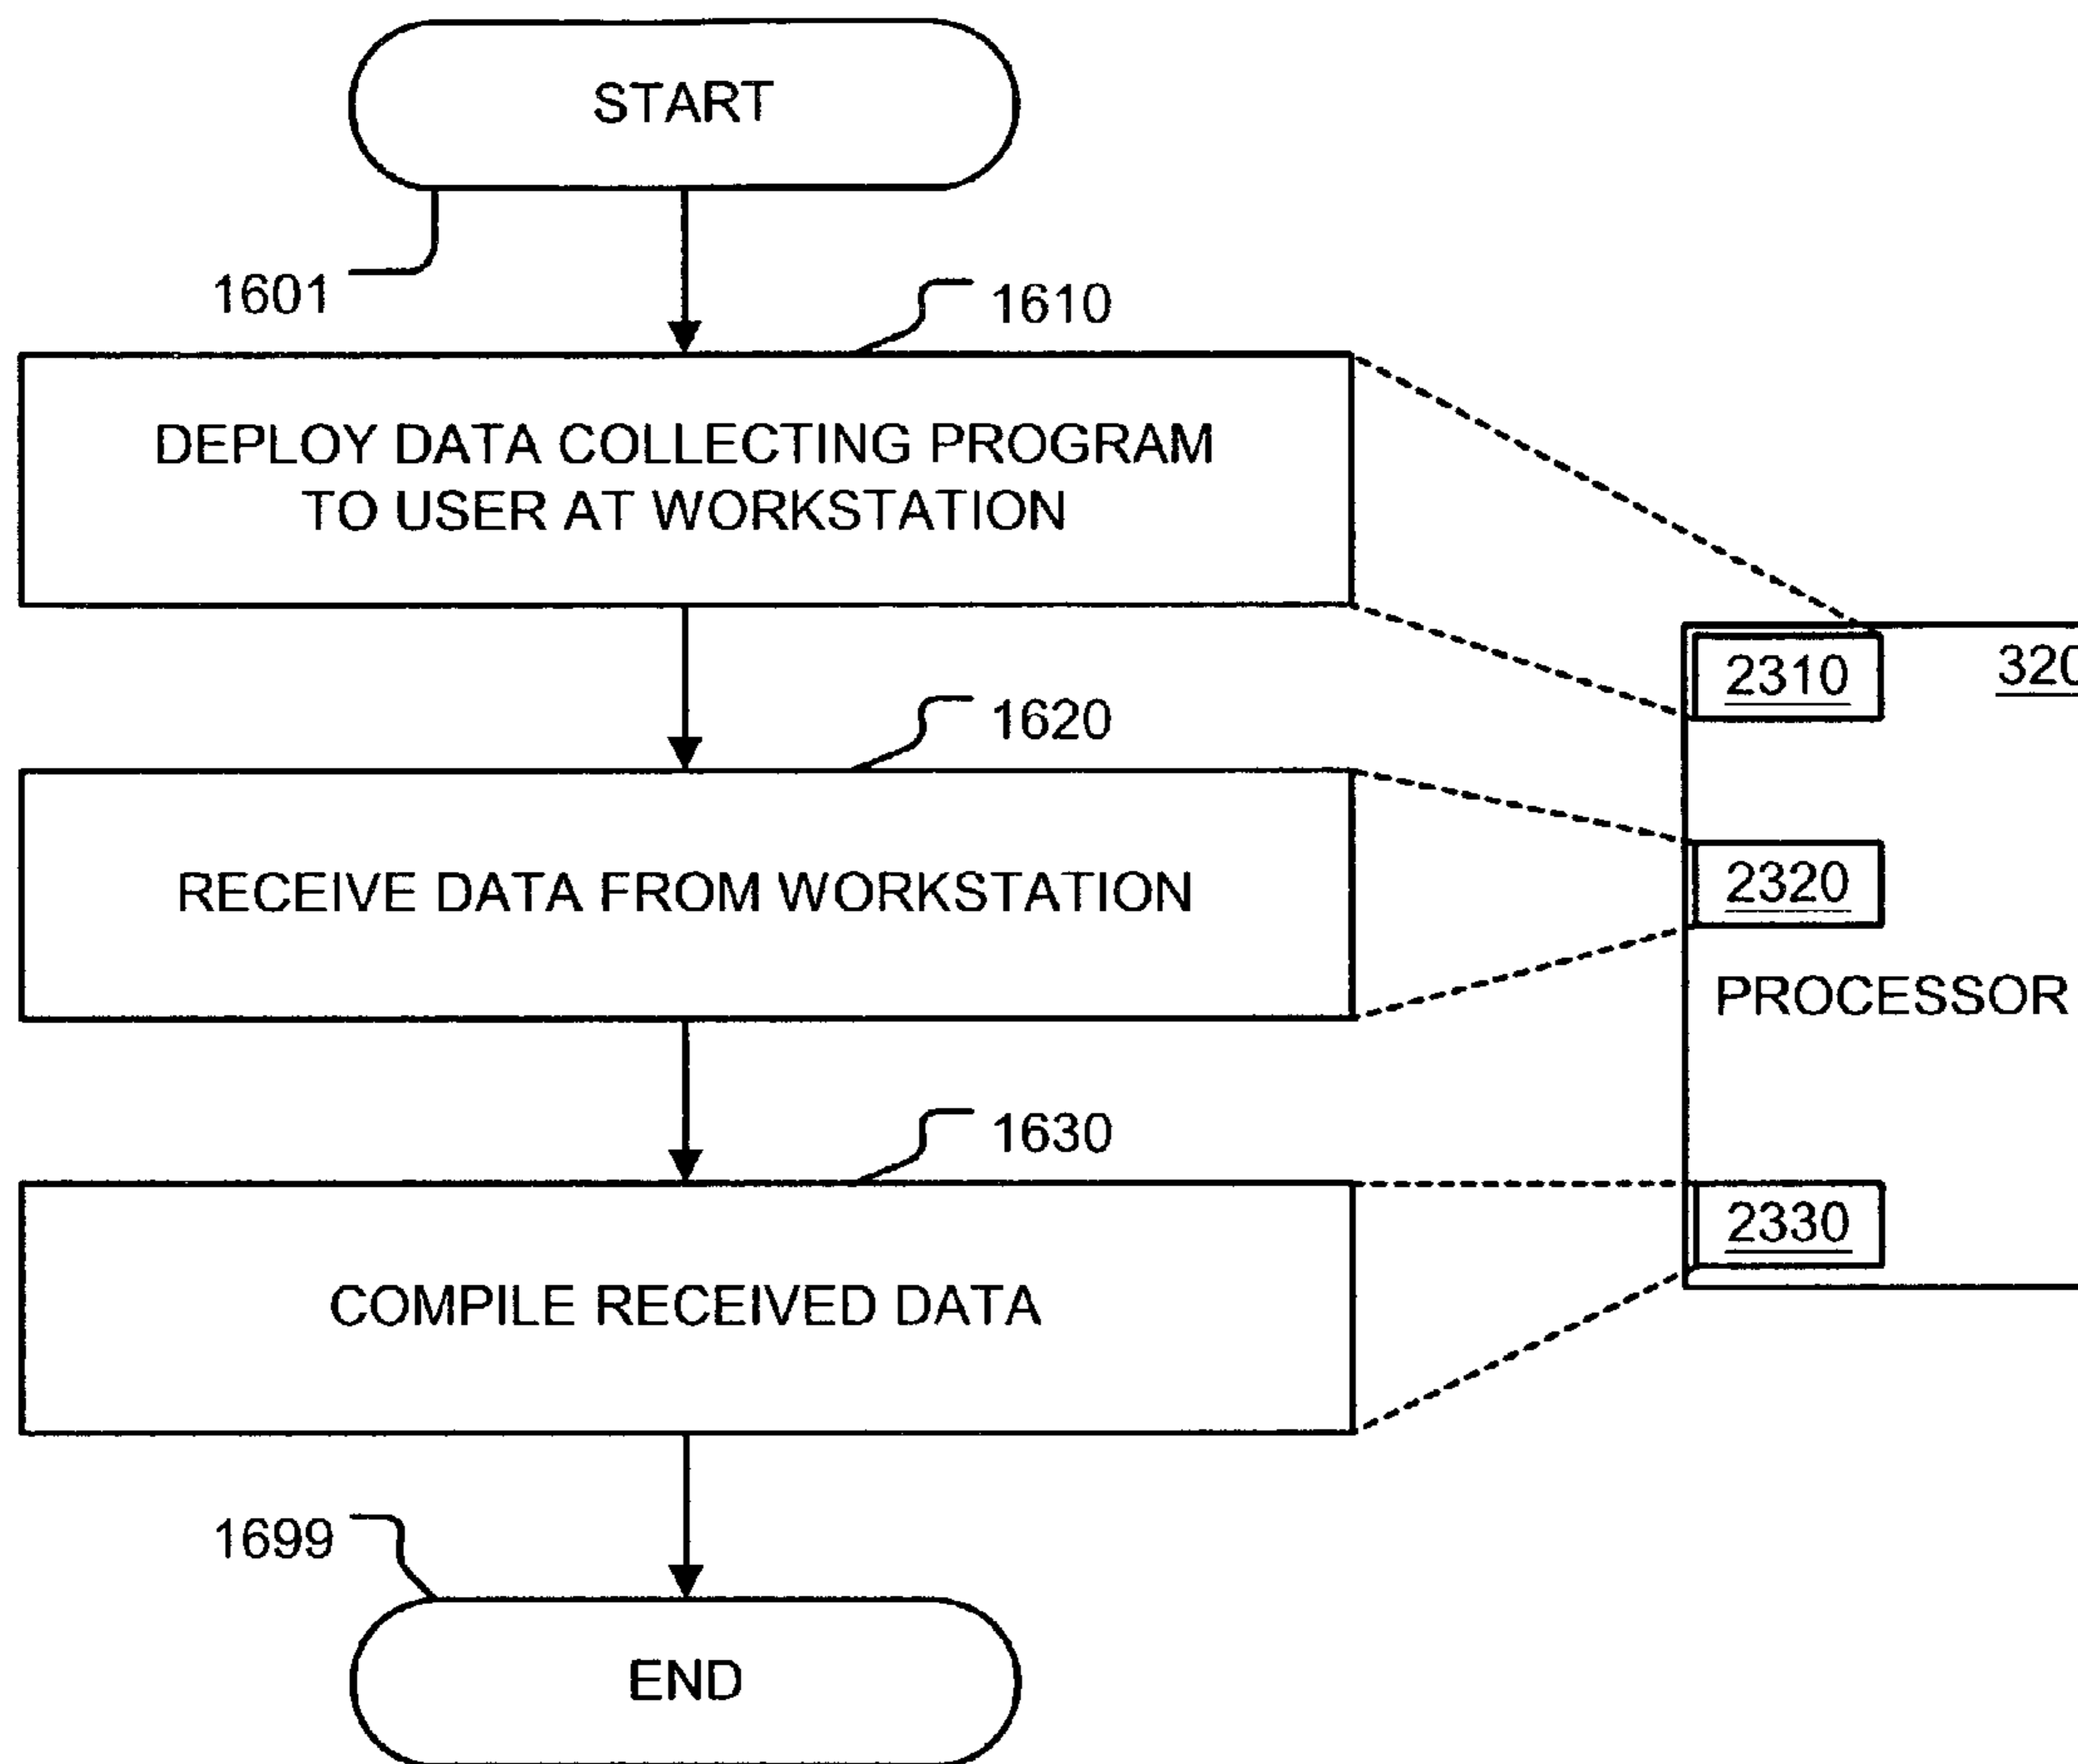 START
1601
1610
DEPLOY DATA COLLECTING PROGRAM
TO USER AT WORKSTATION
2310
320
1620
RECEIVE DATA FROM WORKSTATION
2320
PROCESSOR
1630
COMPILE RECEIVED DATA
2330
1699
END